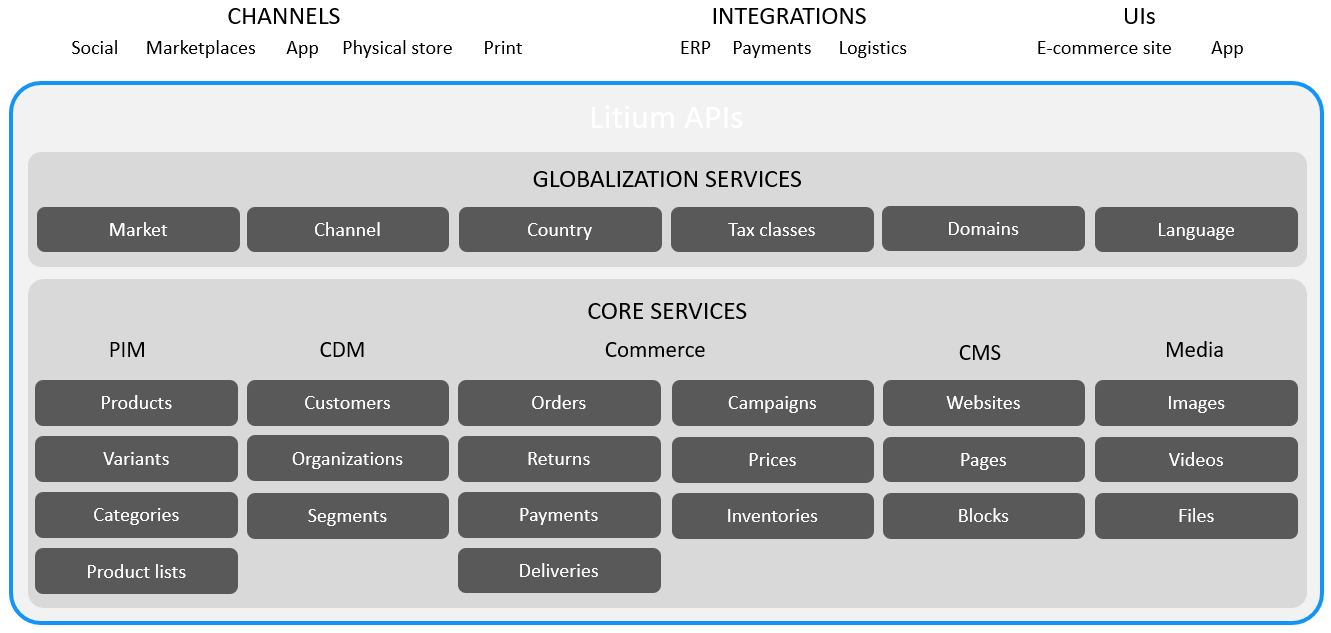 CHANNELS INTEGRATIONS UIs
Social Marketplaces App Physical store Print ERP Payments Logistics E-commerce site App
Litium APIs
GLOBALIZATION SERVICES
Market Channel Country Tax classes Domains Language
CORE SERVICES
PIM CDM Commerce CMS Media
Products Customers Orders Campaigns Websites Images
Variants Organizations Returns Prices Pages Videos
Categories Segments Payments Inventories Blocks Files
Product lists Deliveries